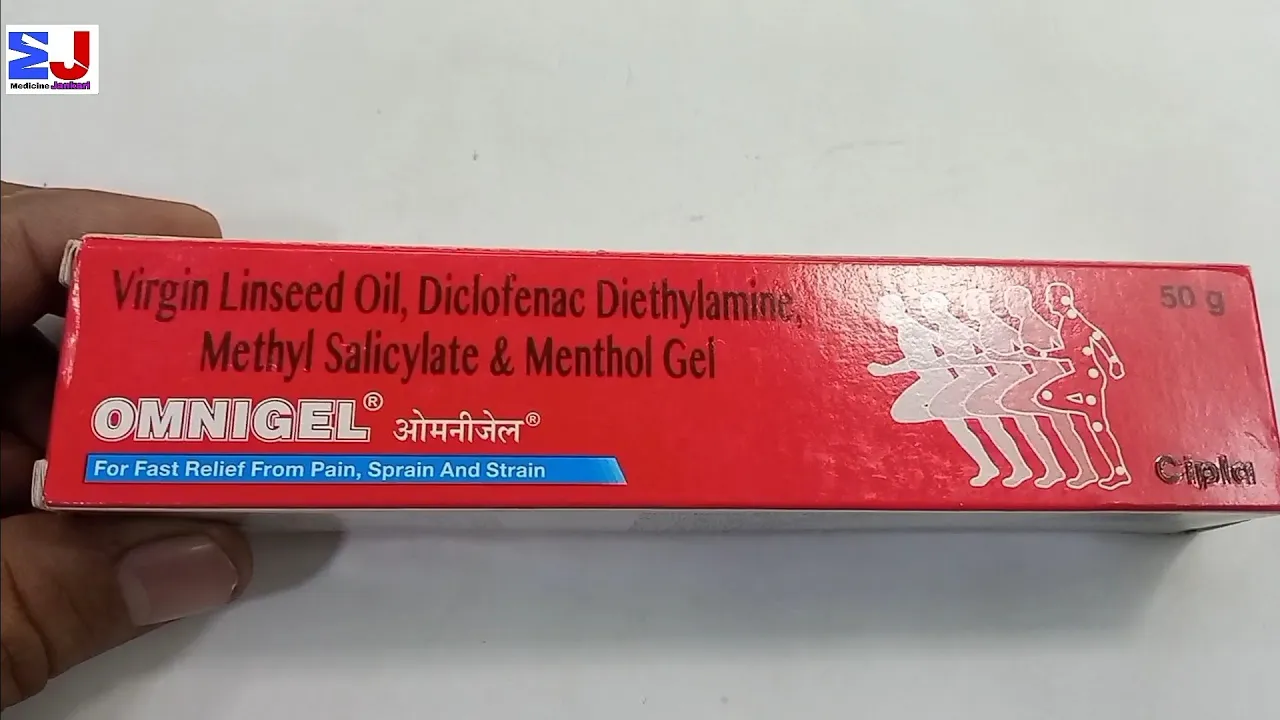 MJ
Medicine Jankari
Virgin Linseed Oil, Diclofenac Diethylamine,
Methyl Salicylate & Menthol Gel
50 g
OMNIGEL® ओमनीजेल®
For Fast Relief From Pain, Sprain And Strain
Cipla